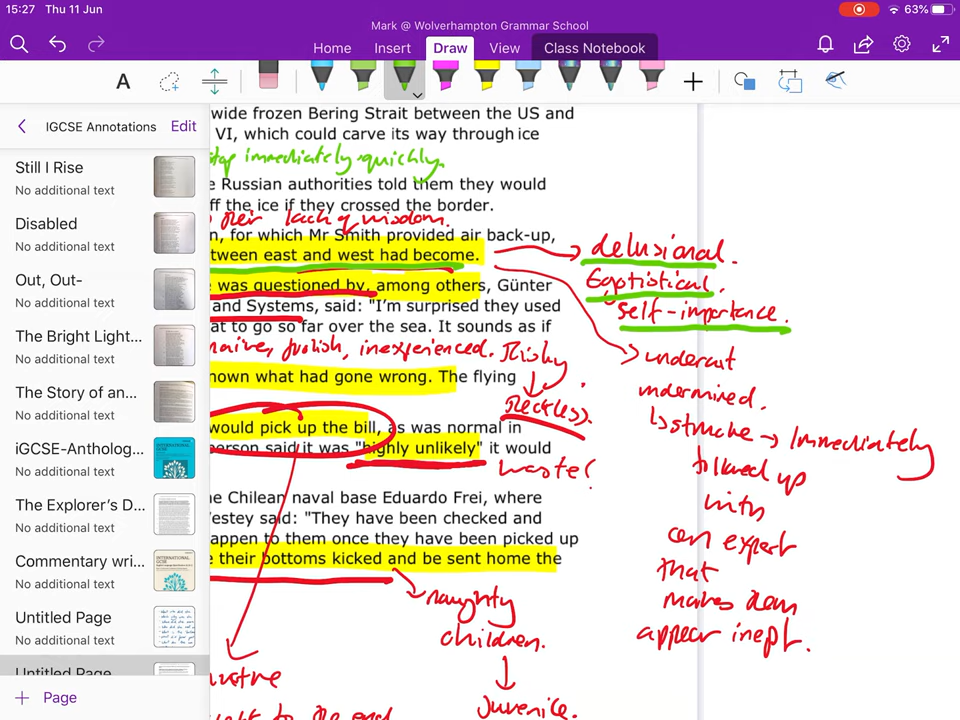 15:27 Thu 11 Jun
63%
Mark @ Wolverhampton Grammar School
Home Insert Draw View Class Notebook
A
IGCSE Annotations Edit
Still I Rise
No additional text
Disabled
No additional text
Out, Out-
No additional text
The Bright Light...
No additional text
The Story of an...
No additional text
iGCSE-Antholog...
No additional text
The Explorer's D...
No additional text
Commentary wri...
No additional text
Untitled Page
No additional text
Untitled Page
+ Page
wide frozen Bering Strait between the US and
VI, which could carve its way through ice
stop immediately quickly.
e Russian authorities told them they would
ff the ice if they crossed the border.
their lack of wisdom.
n, for which Mr Smith provided air back-up,
tween east and west had become.
e was questioned by, among others, Günter
and Systems, said: "I'm surprised they used
at to go so far over the sea. It sounds as if
naive, foolish, inexperienced. Risky
nown what had gone wrong. The flying
Reckless.
would pick up the bill, as was normal in
erson said it was "highly unlikely" it would
waste?
he Chilean naval base Eduardo Frei, where
Westey said: "They have been checked and
appen to them once they have been picked up
e their bottoms kicked and be sent home the
naughty
children.
juvenile.
to the end
delusional.
Egotistical.
self-importance.
undercut
undermined.
structure → Immediately
followed up
with
an expert
that
makes them
appear inept.